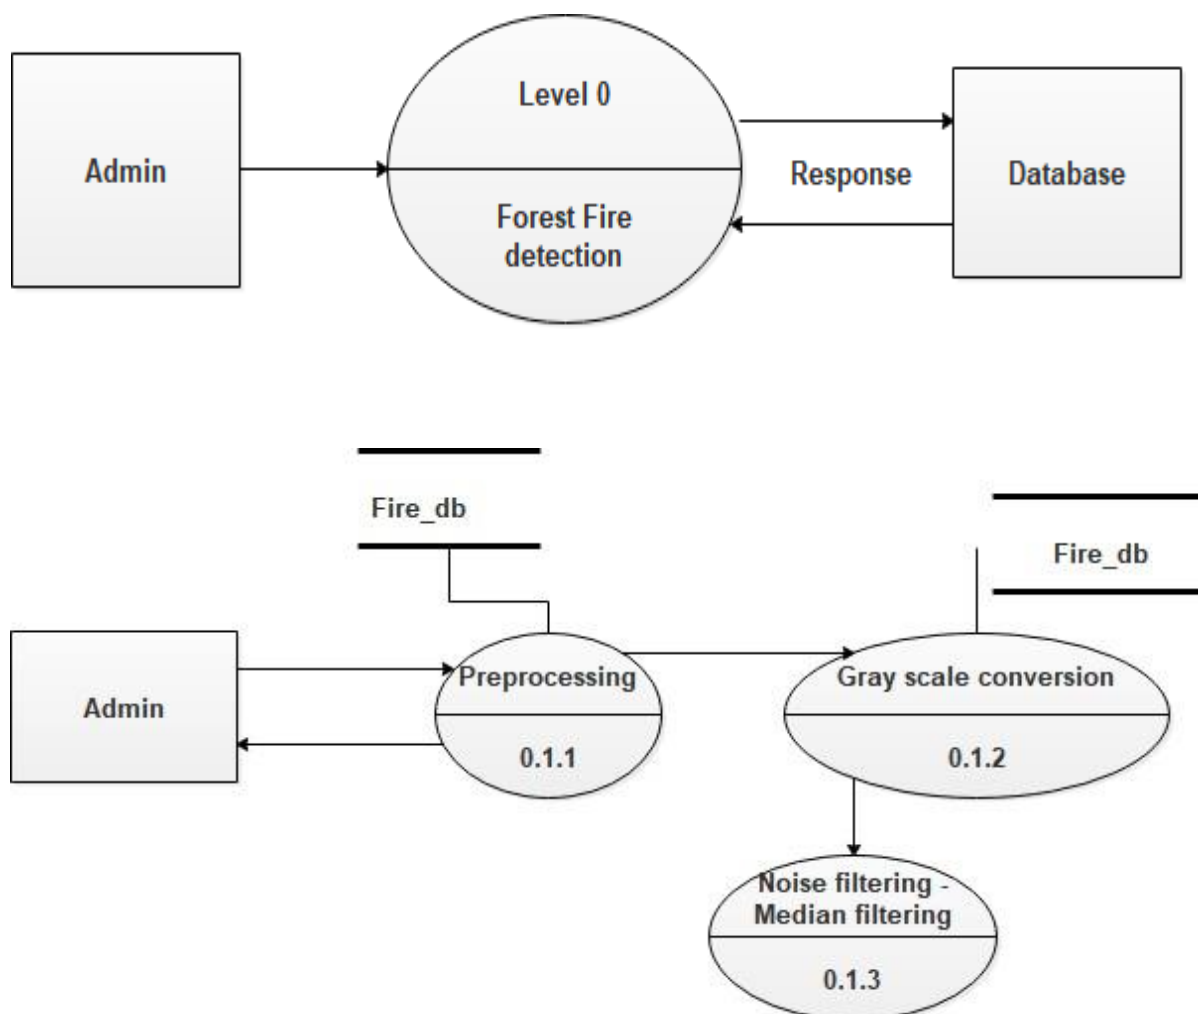 Level 0
Admin
Response
Database
Forest Fire
detection
Fire_db
Fire_db
Preprocessing
Gray scale conversion
Admin
0.1.1
0.1.2
Noise filtering -
Median filtering
0.1.3